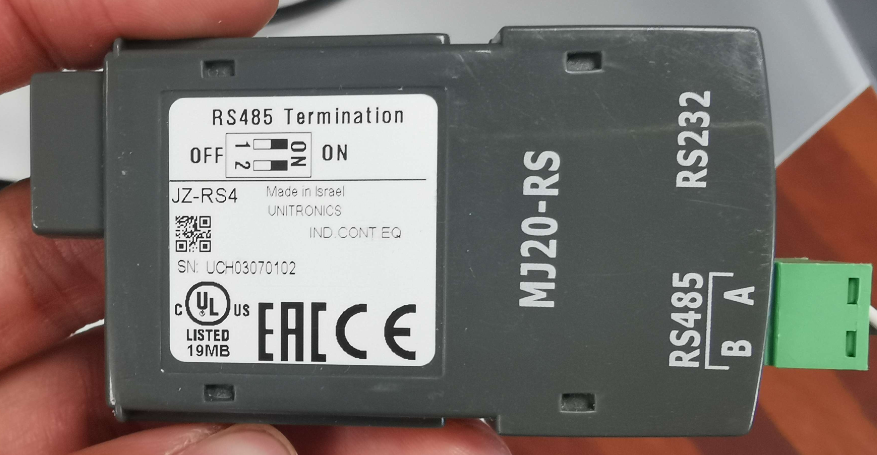 RS485 Termination
OFF 1 2 ON ON
JZ-RS4
Made in Israel
UNITRONICS
IND.CONT.EQ
SN: UCH03070102
C UL US
LISTED
19MB
EAC CE
MJ20-RS
RS232
RS485
A
B